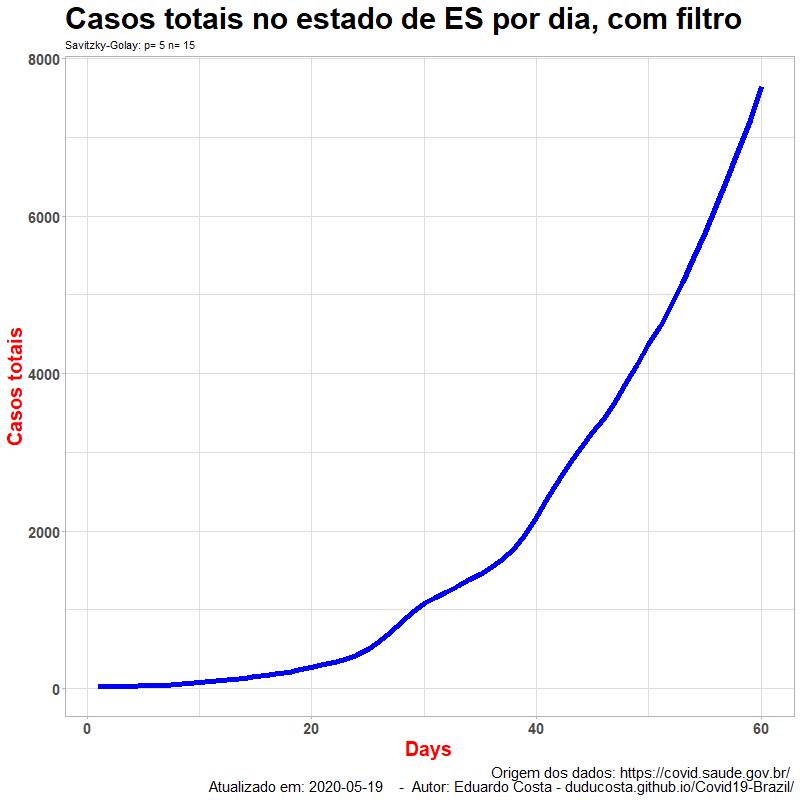 Casos totais no estado de ES por dia, com filtro
Savitzky-Golay: p= 5 n= 15
8000
6000
4000
2000
0
Casos totais
0 20 40 60
Days
Origem dos dados: https://covid.saude.gov.br/
Atualizado em: 2020-05-19 - Autor: Eduardo Costa - duducosta.github.io/Covid19-Brazil/